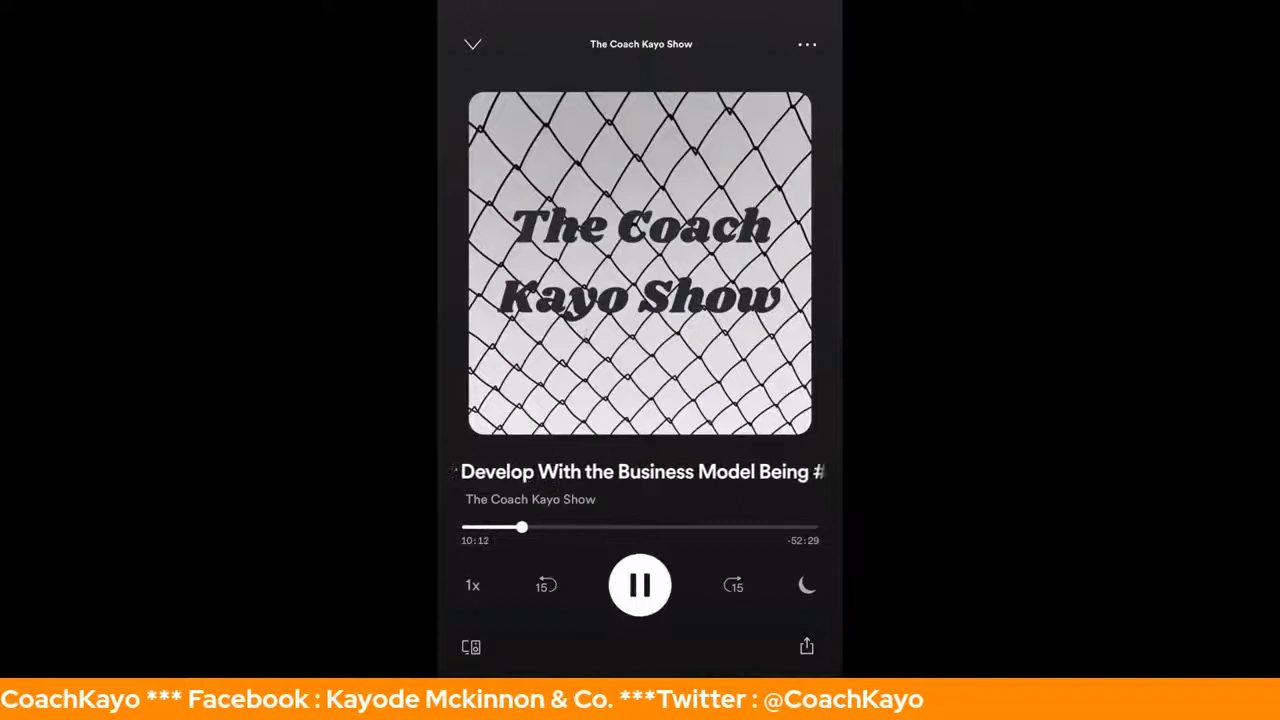 The Coach Kayo Show
The Coach
Kayo Show
Develop With the Business Model Being #
The Coach Kayo Show
10:12
-52:29
1x
15
15
CoachKayo *** Facebook : Kayode Mckinnon & Co. ***Twitter : @CoachKayo